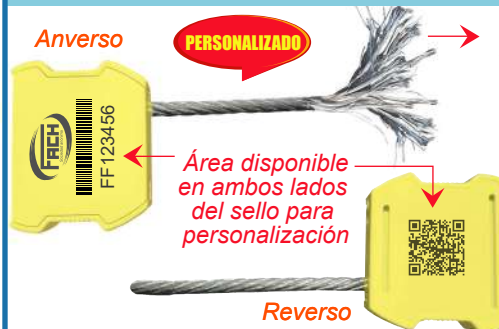 Anverso
PERSONALIZADO
FACH
FF123456
Área disponible
en ambos lados
del sello para
personalización
Reverso